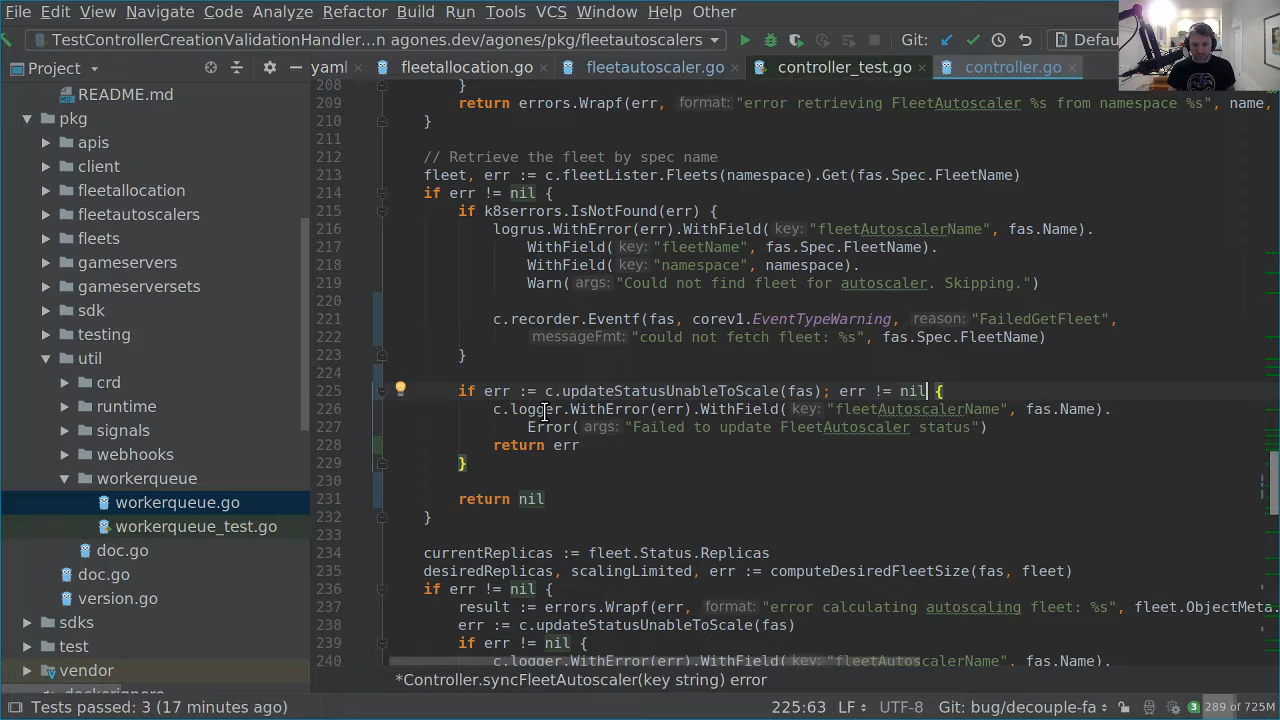 File Edit View Navigate Code Analyze Refactor Build Run Tools VCS Window Help Other
TestControllerCreationValidationHandler...n agones.dev/agones/pkg/fleetautoscalers Git: Defau
Project yaml fleetallocation.go fleetautoscaler.go controller_test.go controller.go
README.md
pkg
apis
client
fleetallocation
fleetautoscalers
fleets
gameservers
gameserversets
sdk
testing
util
crd
runtime
signals
webhooks
workerqueue
workerqueue.go
workerqueue_test.go
doc.go
doc.go
version.go
sdks
test
vendor
.dockerignore
208 }
209 return errors.Wrapf(err, format: "error retrieving FleetAutoscaler %s from namespace %s", name,
210 }
211
212 // Retrieve the fleet by spec name
213 fleet, err := c.fleetLister.Fleets(namespace).Get(fas.Spec.FleetName)
214 if err != nil {
215 if k8serrors.IsNotFound(err) {
216 logrus.WithError(err).WithField( key: "fleetAutoscalerName", fas.Name).
217 WithField( key: "fleetName", fas.Spec.FleetName).
218 WithField( key: "namespace", namespace).
219 Warn( args: "Could not find fleet for autoscaler. Skipping.")
220
221 c.recorder.Eventf(fas, corev1.EventTypeWarning, reason: "FailedGetFleet",
222 messageFmt: "could not fetch fleet: %s", fas.Spec.FleetName)
223 }
224
225 if err := c.updateStatusUnableToScale(fas); err != nil {
226 c.logger.WithError(err).WithField( key: "fleetAutoscalerName", fas.Name).
227 Error( args: "Failed to update FleetAutoscaler status")
228 return err
229 }
230
231 return nil
232 }
233
234 currentReplicas := fleet.Status.Replicas
235 desiredReplicas, scalingLimited, err := computeDesiredFleetSize(fas, fleet)
236 if err != nil {
237 result := errors.Wrapf(err, format: "error calculating autoscaling fleet: %s", fleet.ObjectMeta.
238 err := c.updateStatusUnableToScale(fas)
239 if err != nil {
240 c.logger.WithError(err).WithField( key: "fleetAutoscalerName", fas.Name).
*Controller.syncFleetAutoscaler(key string) error
Tests passed: 3 (17 minutes ago) 225:63 LF UTF-8 Git: bug/decouple-fa 3 289 of 725M